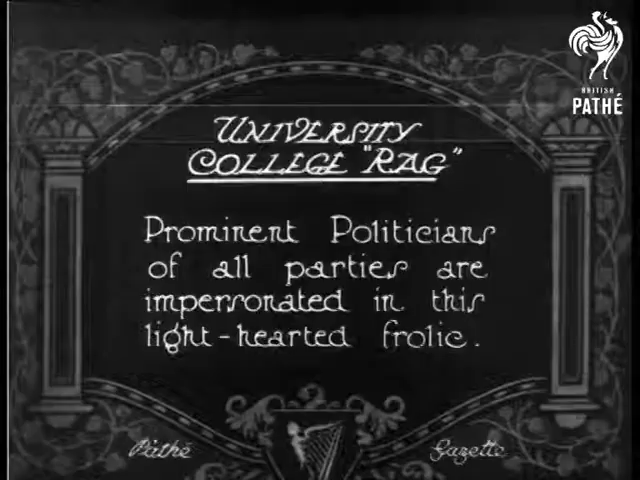 BRITISH
PATHÉ
UNIVERSITY
COLLEGE "RAG"
Prominent Politicians
of all parties are
impersonated in this
light-hearted frolic.
Pathé Gazette